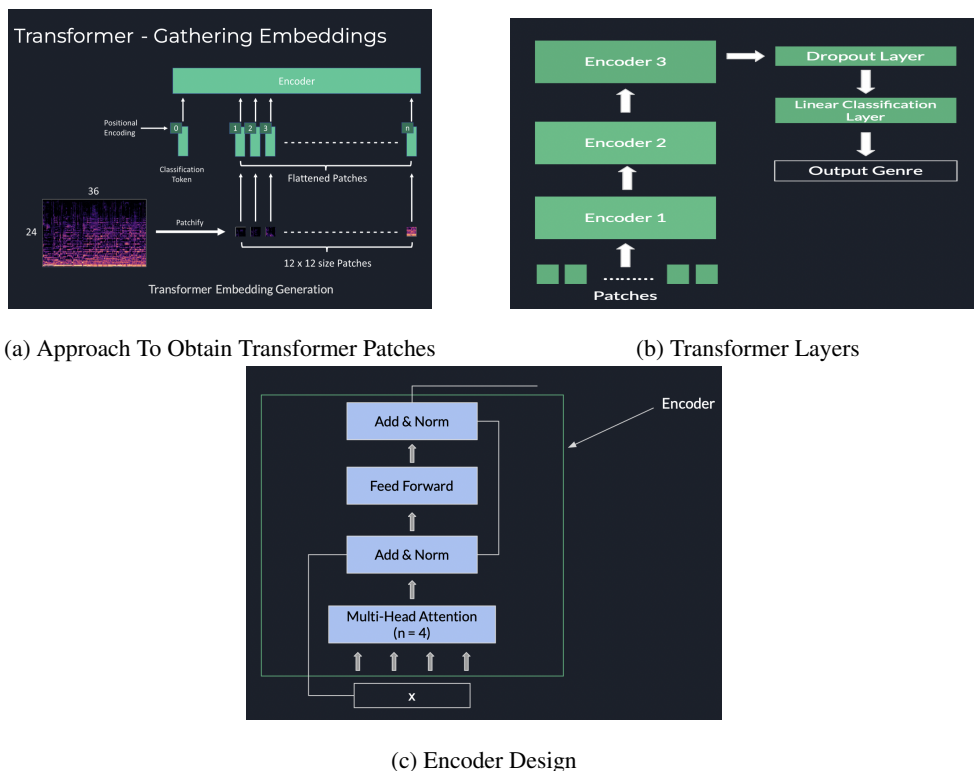 Transformer - Gathering Embeddings
Encoder
Positional
Encoding
0
1
2
3
n
Classification
Token
Flattened Patches
36
24
Patchify
12 x 12 size Patches
Transformer Embedding Generation
(a) Approach To Obtain Transformer Patches
Encoder 3
Dropout Layer
Linear Classification
Layer
Encoder 2
Output Genre
Encoder 1
Patches
(b) Transformer Layers
Encoder
Add & Norm
Feed Forward
Add & Norm
Multi-Head Attention
(n = 4)
x
(c) Encoder Design